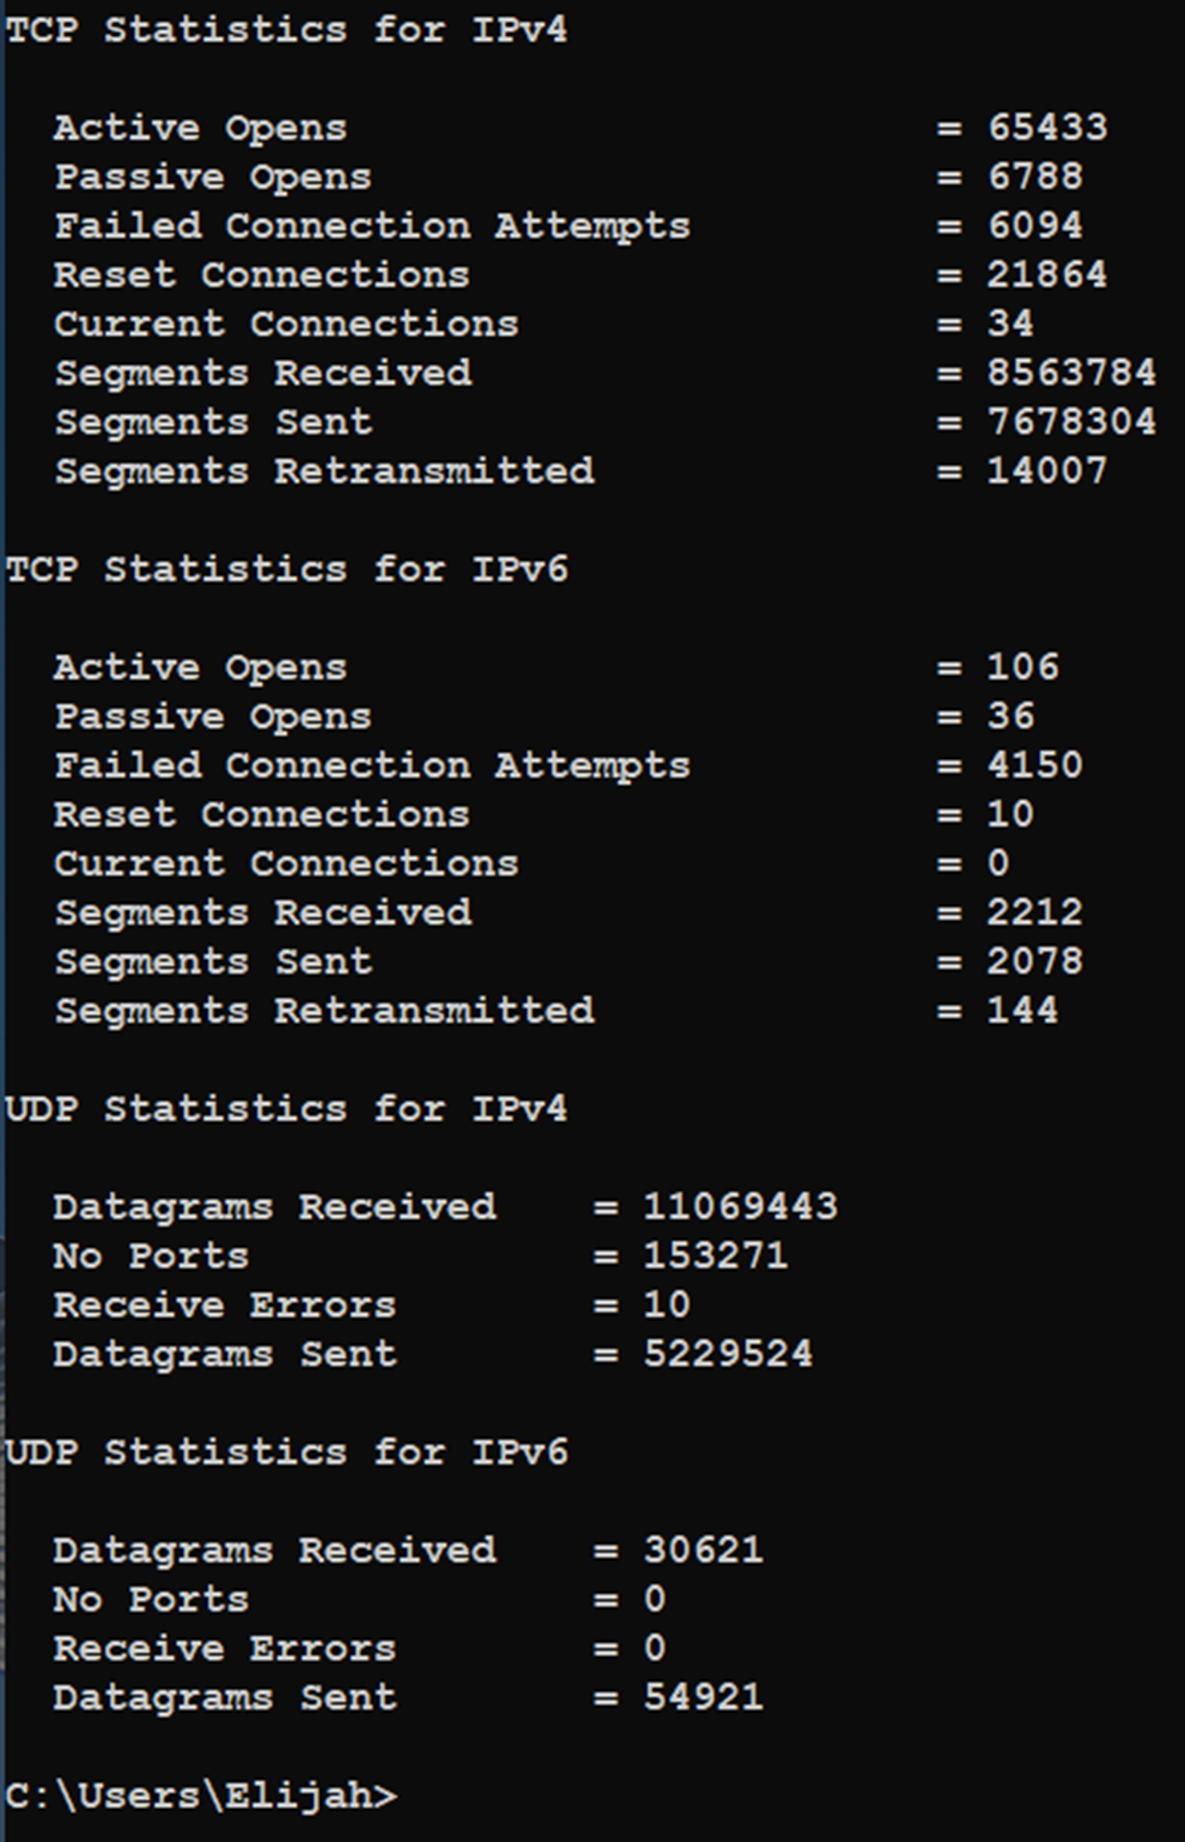 TCP Statistics for IPv4
Active Opens = 65433
Passive Opens = 6788
Failed Connection Attempts = 6094
Reset Connections = 21864
Current Connections = 34
Segments Received = 8563784
Segments Sent = 7678304
Segments Retransmitted = 14007
TCP Statistics for IPv6
Active Opens = 106
Passive Opens = 36
Failed Connection Attempts = 4150
Reset Connections = 10
Current Connections = 0
Segments Received = 2212
Segments Sent = 2078
Segments Retransmitted = 144
UDP Statistics for IPv4
Datagrams Received = 11069443
No Ports = 153271
Receive Errors = 10
Datagrams Sent = 5229524
UDP Statistics for IPv6
Datagrams Received = 30621
No Ports = 0
Receive Errors = 0
Datagrams Sent = 54921
C:\Users\Elijah>